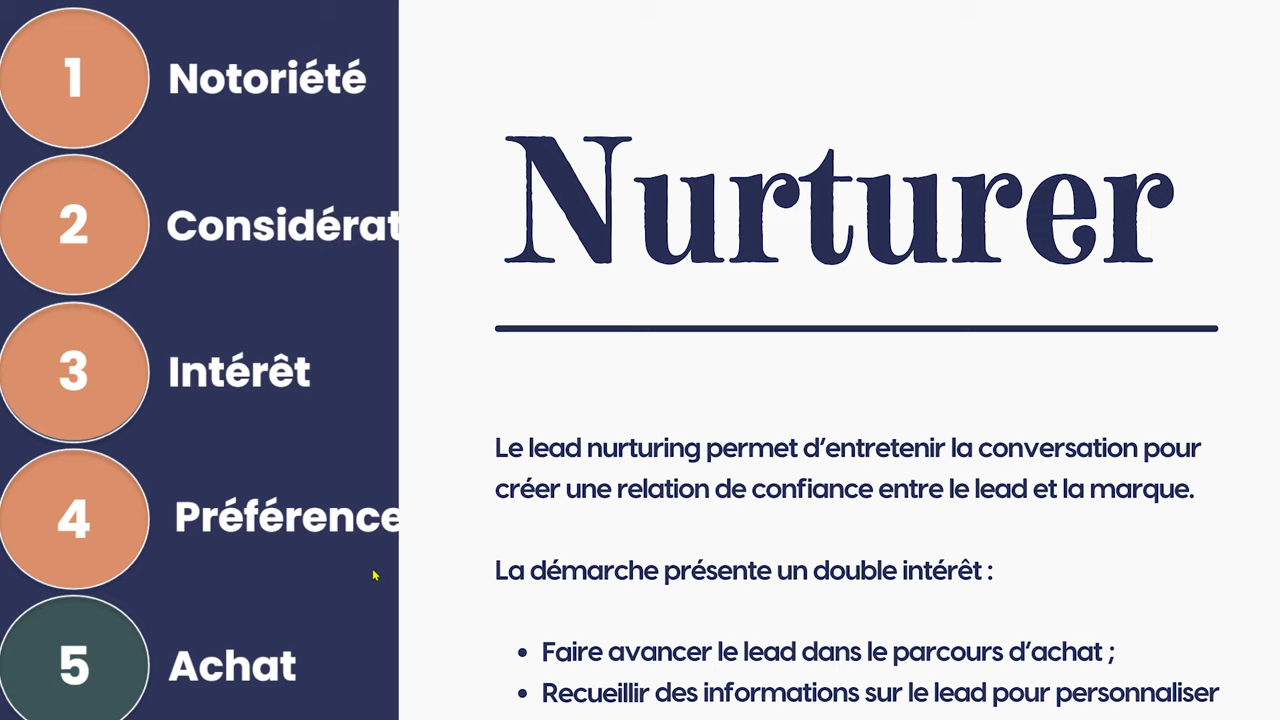 1
Notoriété
2
Considérat
3
Intérêt
4
Préférence
5
Achat
Nurturer
Le lead nurturing permet d’entretenir la conversation pour
créer une relation de confiance entre le lead et la marque.
La démarche présente un double intérêt :
• Faire avancer le lead dans le parcours d’achat ;
• Recueillir des informations sur le lead pour personnaliser